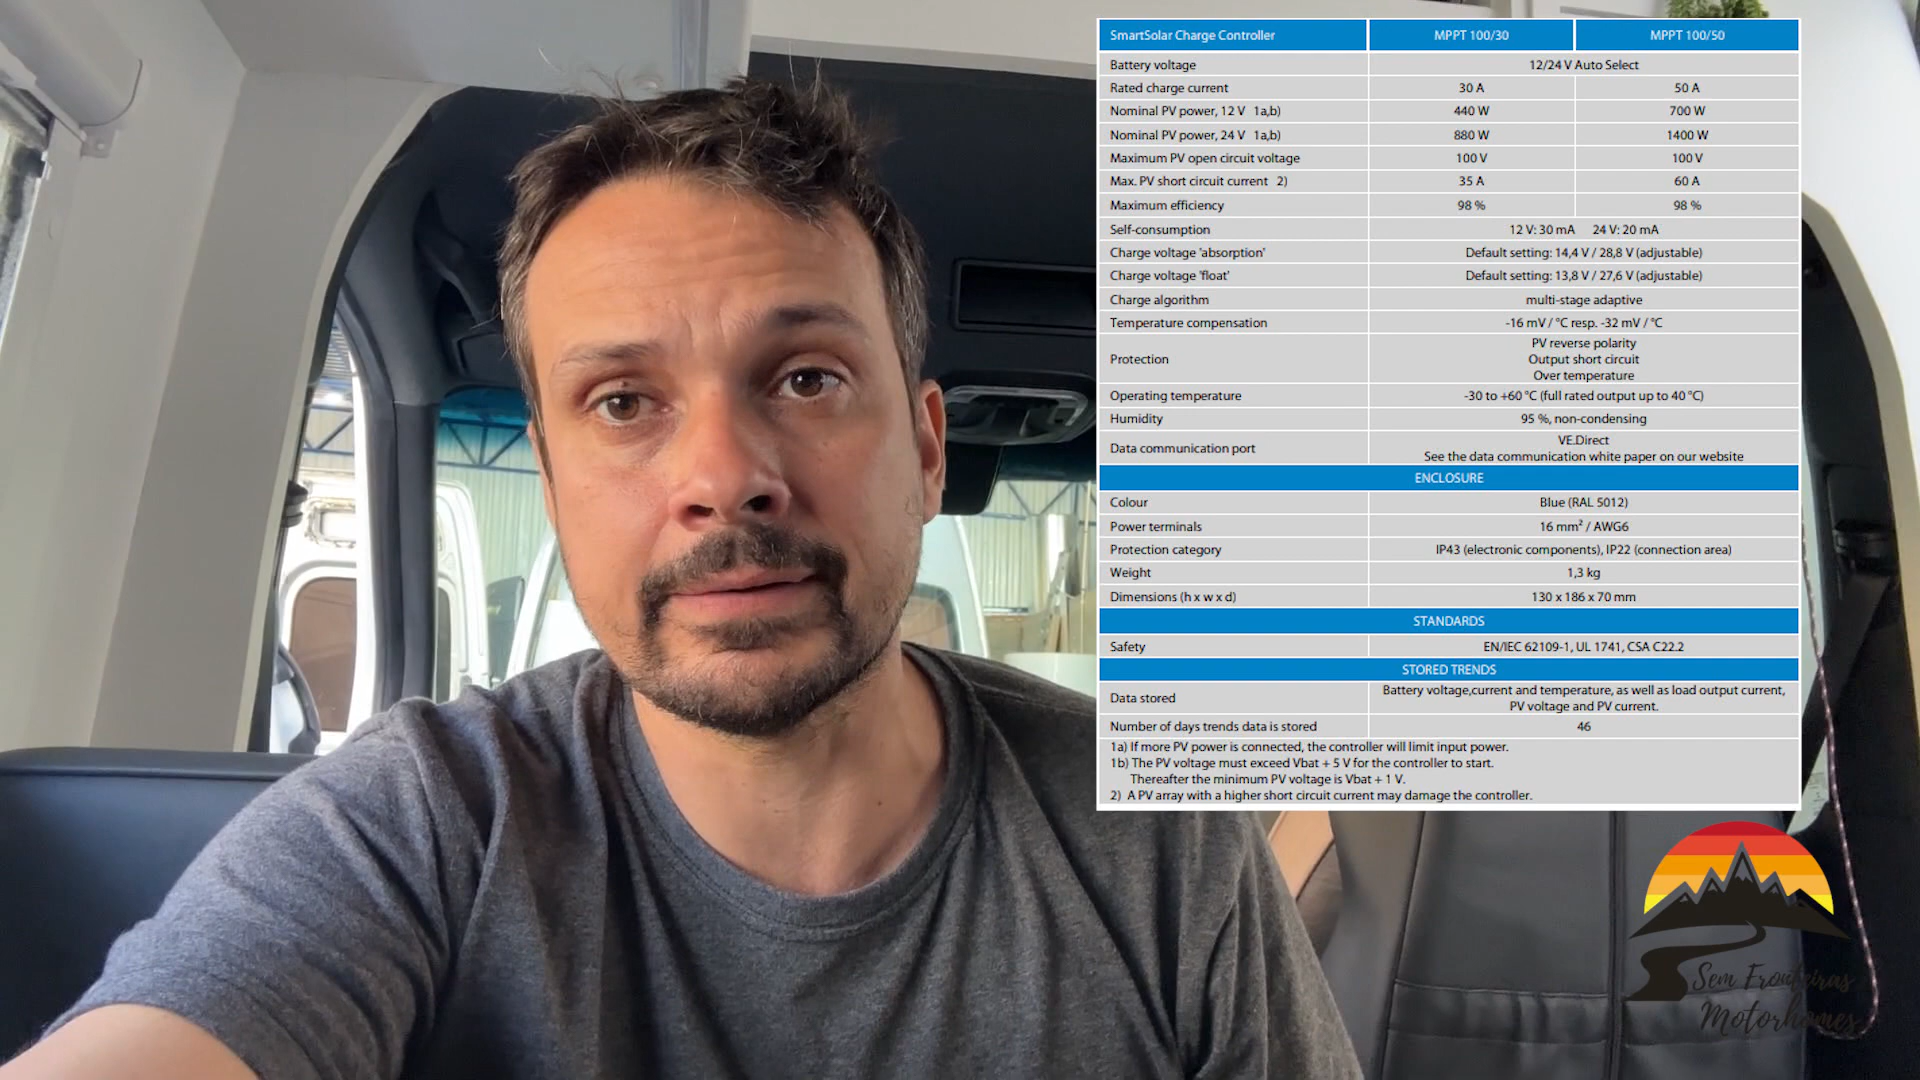 SmartSolar Charge Controller MPPT 100/30 MPPT 100/50
Battery voltage 12/24 V Auto Select
Rated charge current 30 A 50 A
Nominal PV power, 12 V 1a,b) 440 W 700 W
Nominal PV power, 24 V 1a,b) 880 W 1400 W
Maximum PV open circuit voltage 100 V 100 V
Max. PV short circuit current 2) 35 A 60 A
Maximum efficiency 98 % 98 %
Self-consumption 12 V: 30 mA 24 V: 20 mA
Charge voltage 'absorption' Default setting: 14,4 V / 28,8 V (adjustable)
Charge voltage 'float' Default setting: 13,8 V / 27,6 V (adjustable)
Charge algorithm multi-stage adaptive
Temperature compensation -16 mV / °C resp. -32 mV / °C
Protection
PV reverse polarity
Output short circuit
Over temperature
Operating temperature -30 to +60 °C (full rated output up to 40 °C)
Humidity 95 %, non-condensing
Data communication port
VE.Direct
See the data communication white paper on our website
ENCLOSURE
Colour Blue (RAL 5012)
Power terminals 16 mm² / AWG6
Protection category IP43 (electronic components), IP22 (connection area)
Weight 1,3 kg
Dimensions (h x w x d) 130 x 186 x 70 mm
STANDARDS
Safety EN/IEC 62109-1, UL 1741, CSA C22.2
STORED TRENDS
Data stored
Battery voltage,current and temperature, as well as load output current,
PV voltage and PV current.
Number of days trends data is stored 46
1a) If more PV power is connected, the controller will limit input power.
1b) The PV voltage must exceed Vbat + 5 V for the controller to start.
Thereafter the minimum PV voltage is Vbat + 1 V.
2) A PV array with a higher short circuit current may damage the controller.
Sem Fronteiras
Motorhomes